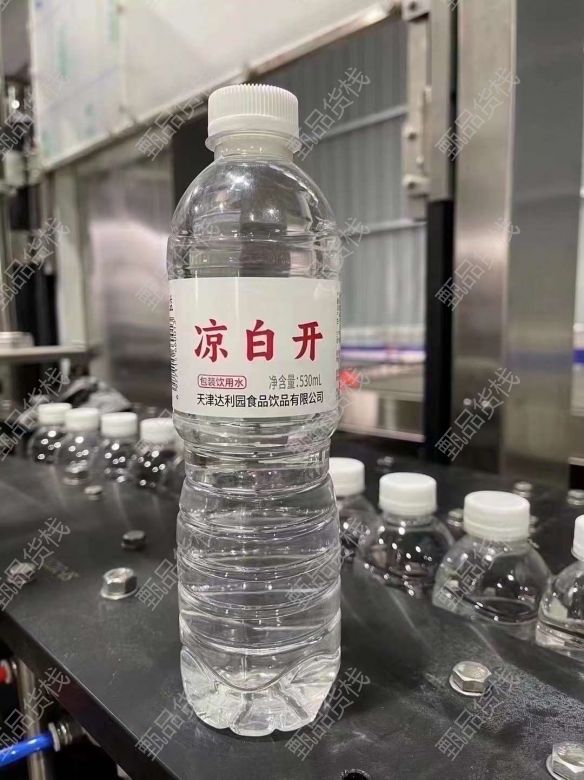 凉白开
包装饮用水
净含量:530mL
天津达利园食品饮品有限公司
甄品货栈